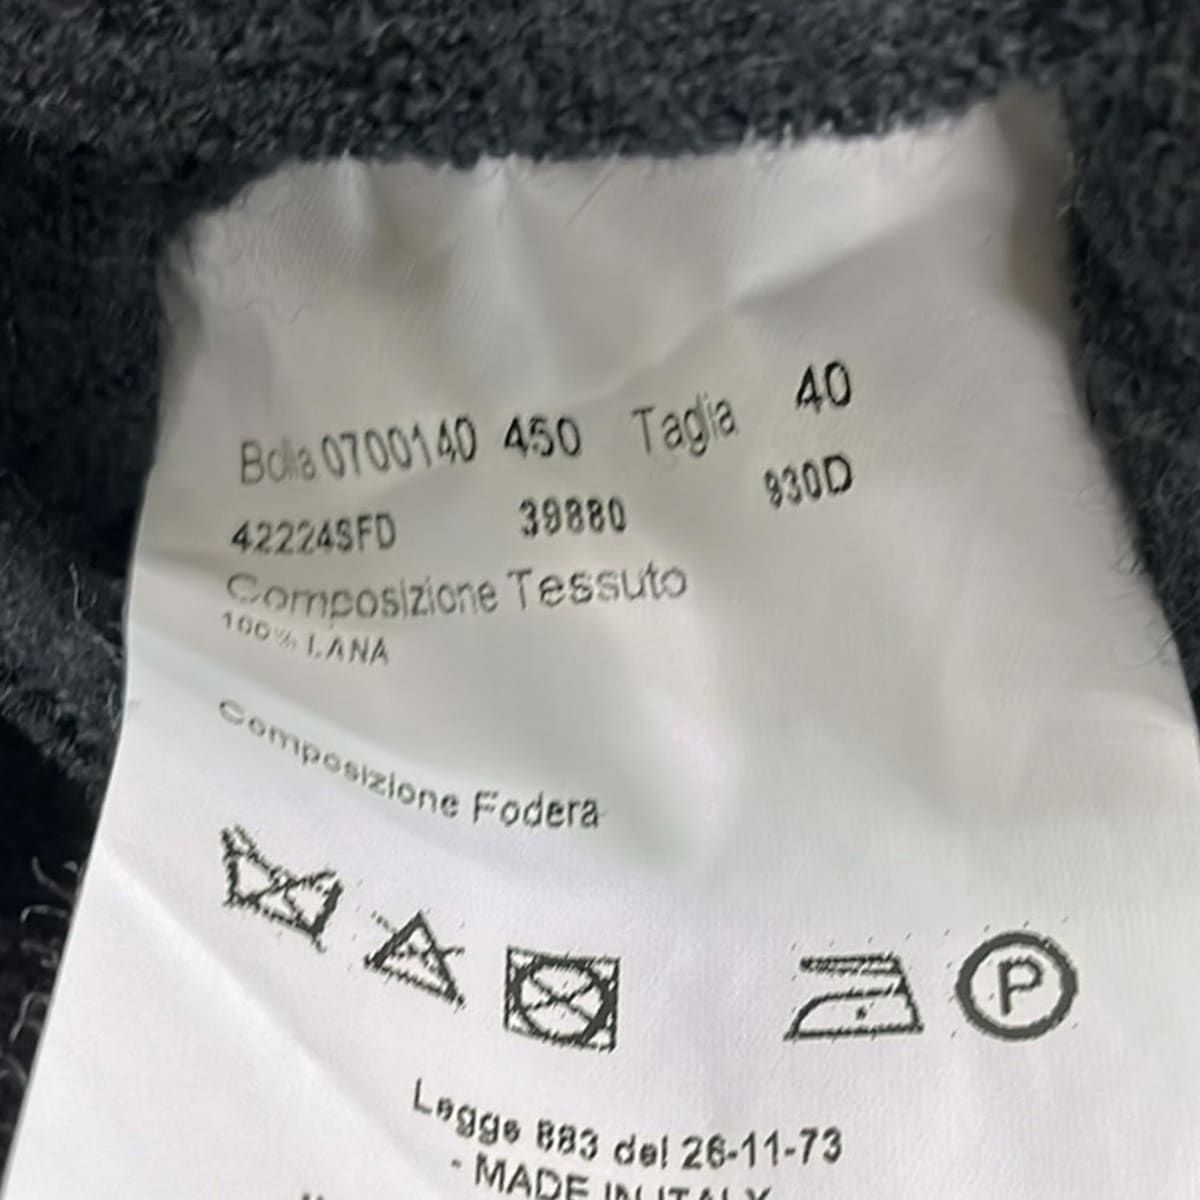 Bolla 0700140 450 Taglia 40
42224SFD 39880 930D
Composizione Tessuto
100% LANA
Composizione Fodera
P
Legge 883 del 26-11-73
- MADE IN ITALY